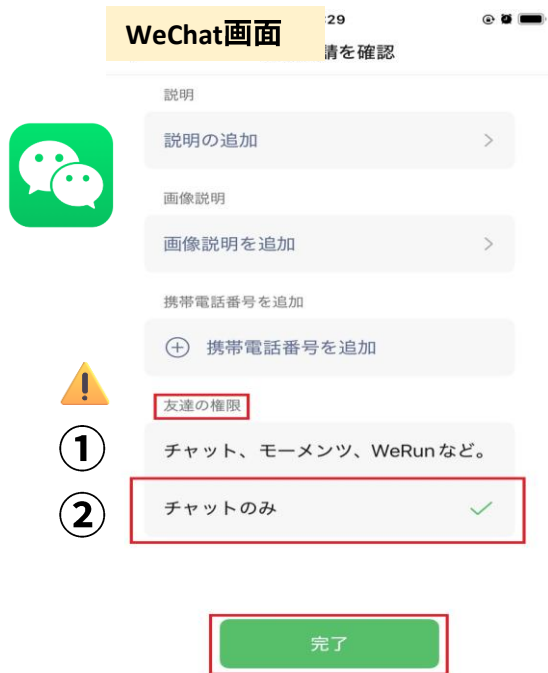 WeChat画面
:29
請を確認
説明
説明の追加
画像説明
画像説明を追加
携帯電話番号を追加
携帯電話番号を追加
友達の権限
①
チャット、モーメンツ、WeRunなど。
②
チャットのみ
完了